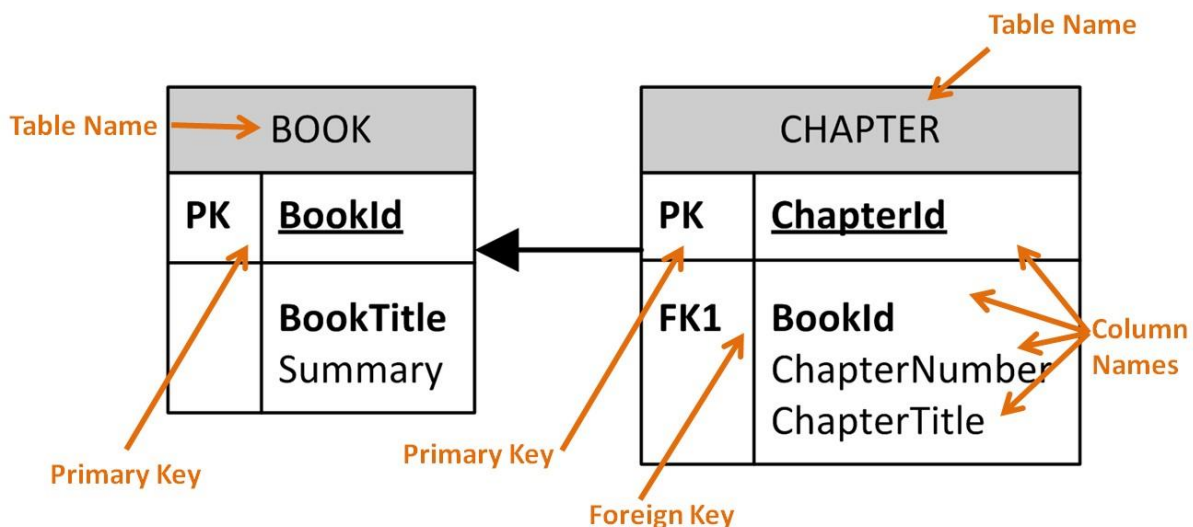 Table Name
Table Name
BOOK
CHAPTER
PK BookId
PK ChapterId
BookTitle
Summary
FK1 BookId
ChapterNumber
ChapterTitle
Column
Names
Primary Key
Primary Key
Foreign Key